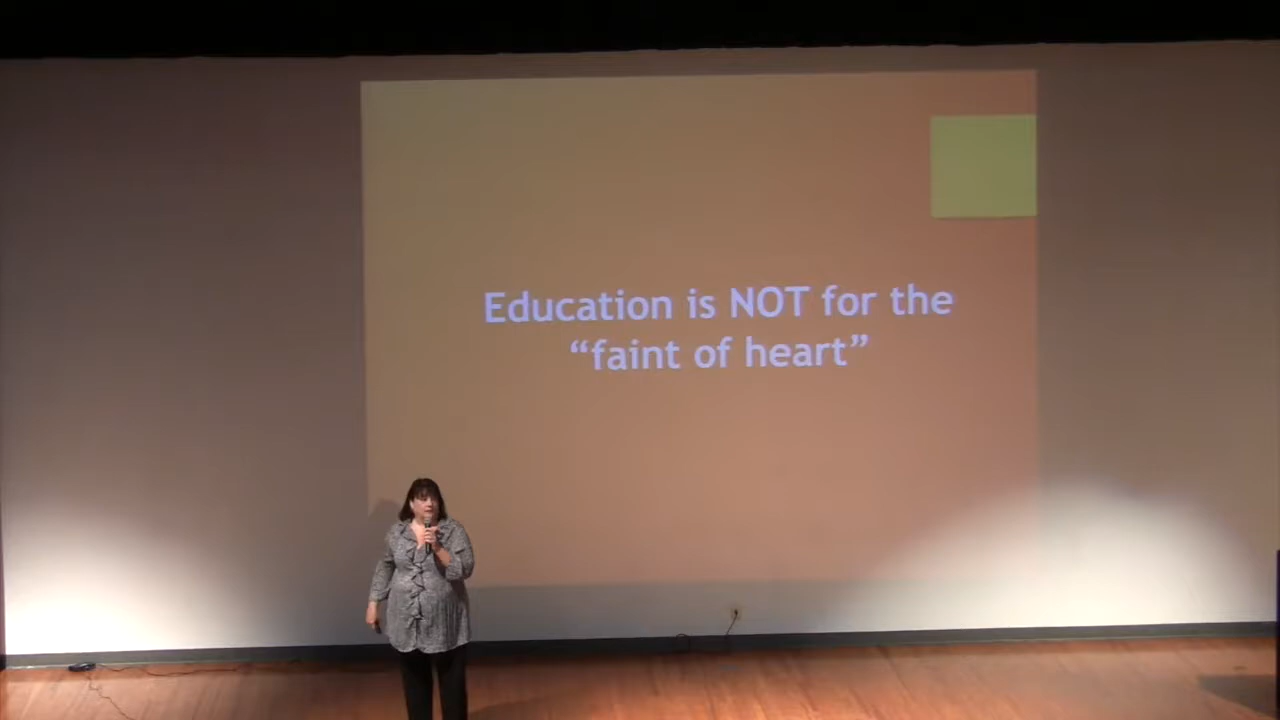 Education is NOT for the
“faint of heart”